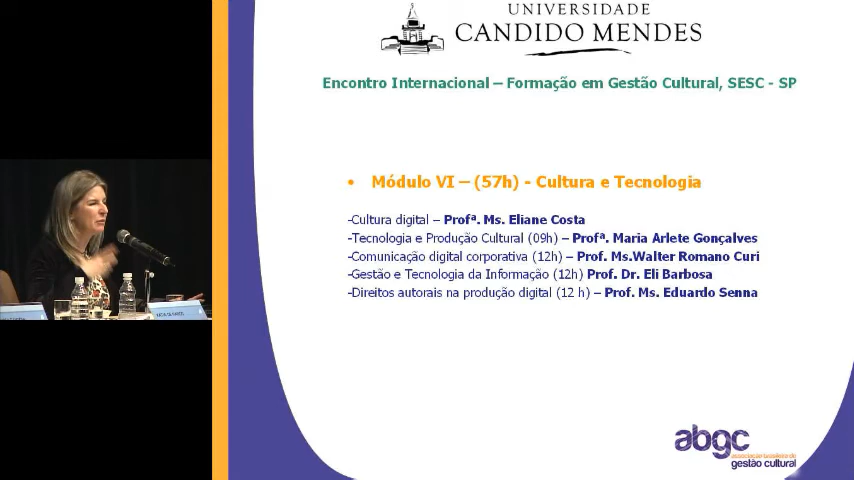 UNIVERSIDADE
CANDIDO MENDES
Encontro Internacional – Formação em Gestão Cultural, SESC - SP
• Módulo VI – (57h) - Cultura e Tecnologia
-Cultura digital – Profª. Ms. Eliane Costa
-Tecnologia e Produção Cultural (09h) – Profª. Maria Arlete Gonçalves
-Comunicação digital corporativa (12h) – Prof. Ms.Walter Romano Curi
-Gestão e Tecnologia da Informação (12h) Prof. Dr. Eli Barbosa
-Direitos autorais na produção digital (12 h) – Prof. Ms. Eduardo Senna
abgc
associação brasileira de
gestão cultural